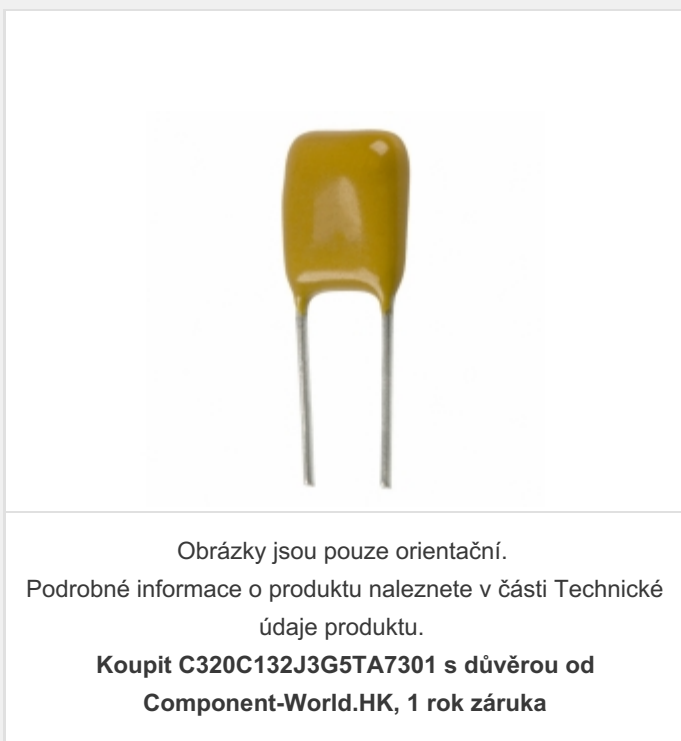 Obrázky jsou pouze orientační.
Podrobné informace o produktu naleznete v části Technické
údaje produktu.
Koupit C320C132J3G5TA7301 s důvěrou od
Component-World.HK, 1 rok záruka